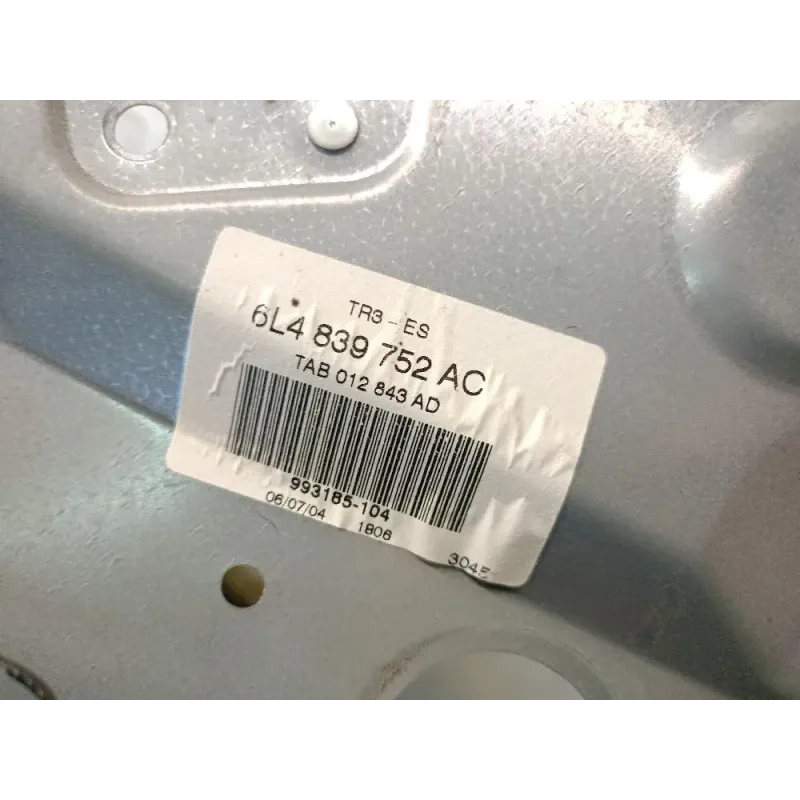 TR3 - ES
6L4 839 752 AC
TAB 012 843 AD
993185-104
06/07/04 1806 3045